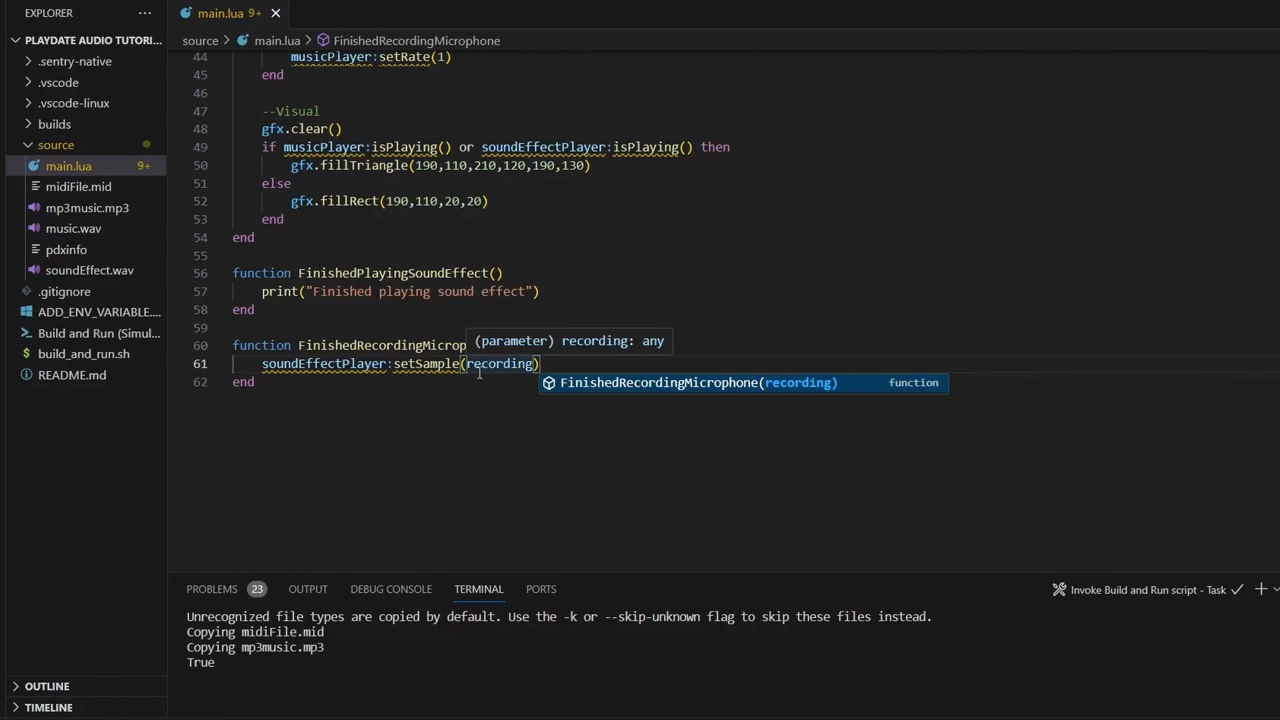 EXPLORER
main.lua 9+
PLAYDATE AUDIO TUTORI...
source > main.lua > FinishedRecordingMicrophone
.sentry-native
.vscode
.vscode-linux
builds
source
main.lua 9+
midiFile.mid
mp3music.mp3
music.wav
pdxinfo
soundEffect.wav
.gitignore
ADD_ENV_VARIABLE....
Build and Run (Simul...
build_and_run.sh
README.md
OUTLINE
TIMELINE
44 musicPlayer:setRate(1)
45 end
46
47 --Visual
48 gfx.clear()
49 if musicPlayer:isPlaying() or soundEffectPlayer:isPlaying() then
50 gfx.fillTriangle(190,110,210,120,190,130)
51 else
52 gfx.fillRect(190,110,20,20)
53 end
54 end
55
56 function FinishedPlayingSoundEffect()
57 print("Finished playing sound effect")
58 end
59
(parameter) recording: any
60 function FinishedRecordingMicrop
61 soundEffectPlayer:setSample(recording)
FinishedRecordingMicrophone(recording) function
62 end
PROBLEMS 23 OUTPUT DEBUG CONSOLE TERMINAL PORTS
Invoke Build and Run script - Task
Unrecognized file types are copied by default. Use the -k or --skip-unknown flag to skip these files instead.
Copying midiFile.mid
Copying mp3music.mp3
True